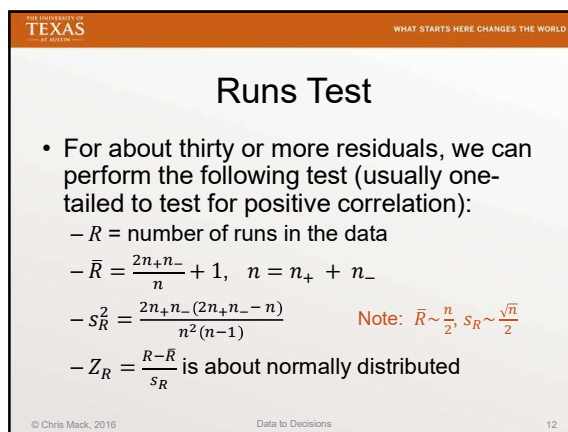 THE UNIVERSITY OF
TEXAS
— AT AUSTIN —
WHAT STARTS HERE CHANGES THE WORLD
Runs Test
• For about thirty or more residuals, we can
perform the following test (usually one-
tailed to test for positive correlation):
– R = number of runs in the data
– R̄ = 2n₊n₋/n + 1, n = n₊ + n₋
– s_R² = 2n₊n₋(2n₊n₋ − n)/n²(n−1) Note: R̄~n/2, s_R~√n/2
– Z_R = R−R̄/s_R is about normally distributed
© Chris Mack, 2016 Data to Decisions 12